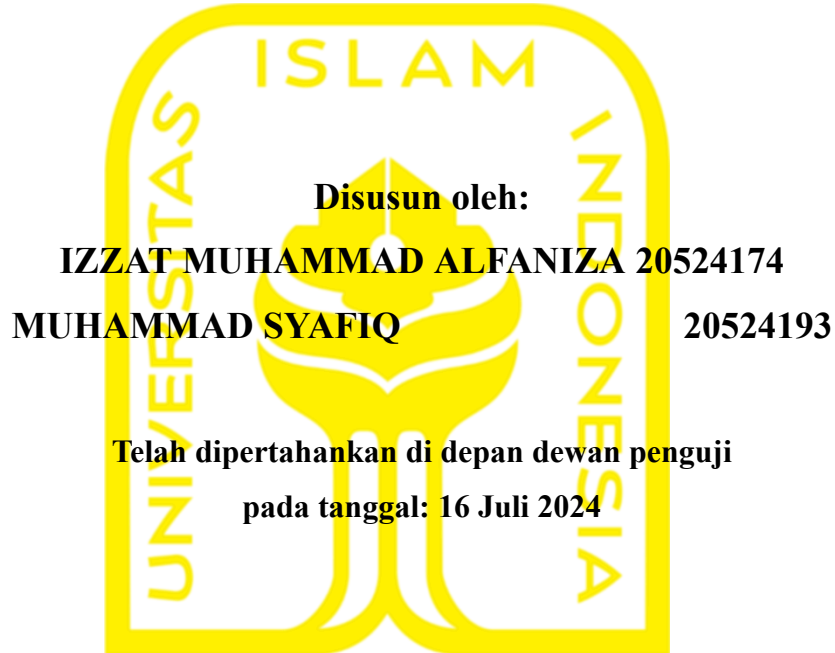 ISLAM
UNIVERSITAS
INDONESIA
Disusun oleh:
IZZAT MUHAMMAD ALFANIZA 20524174
MUHAMMAD SYAFIQ 20524193
Telah dipertahankan di depan dewan penguji
pada tanggal: 16 Juli 2024